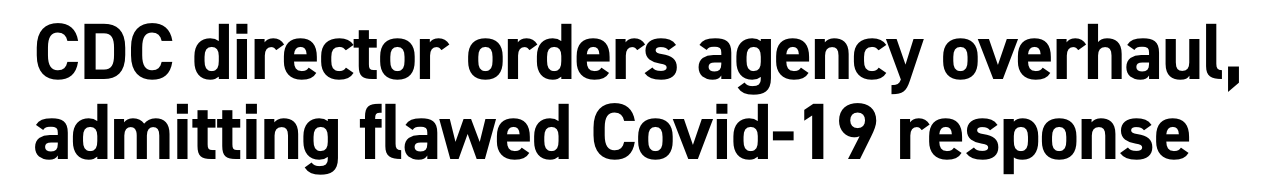 CDC director orders agency overhaul,
admitting flawed Covid-19 response